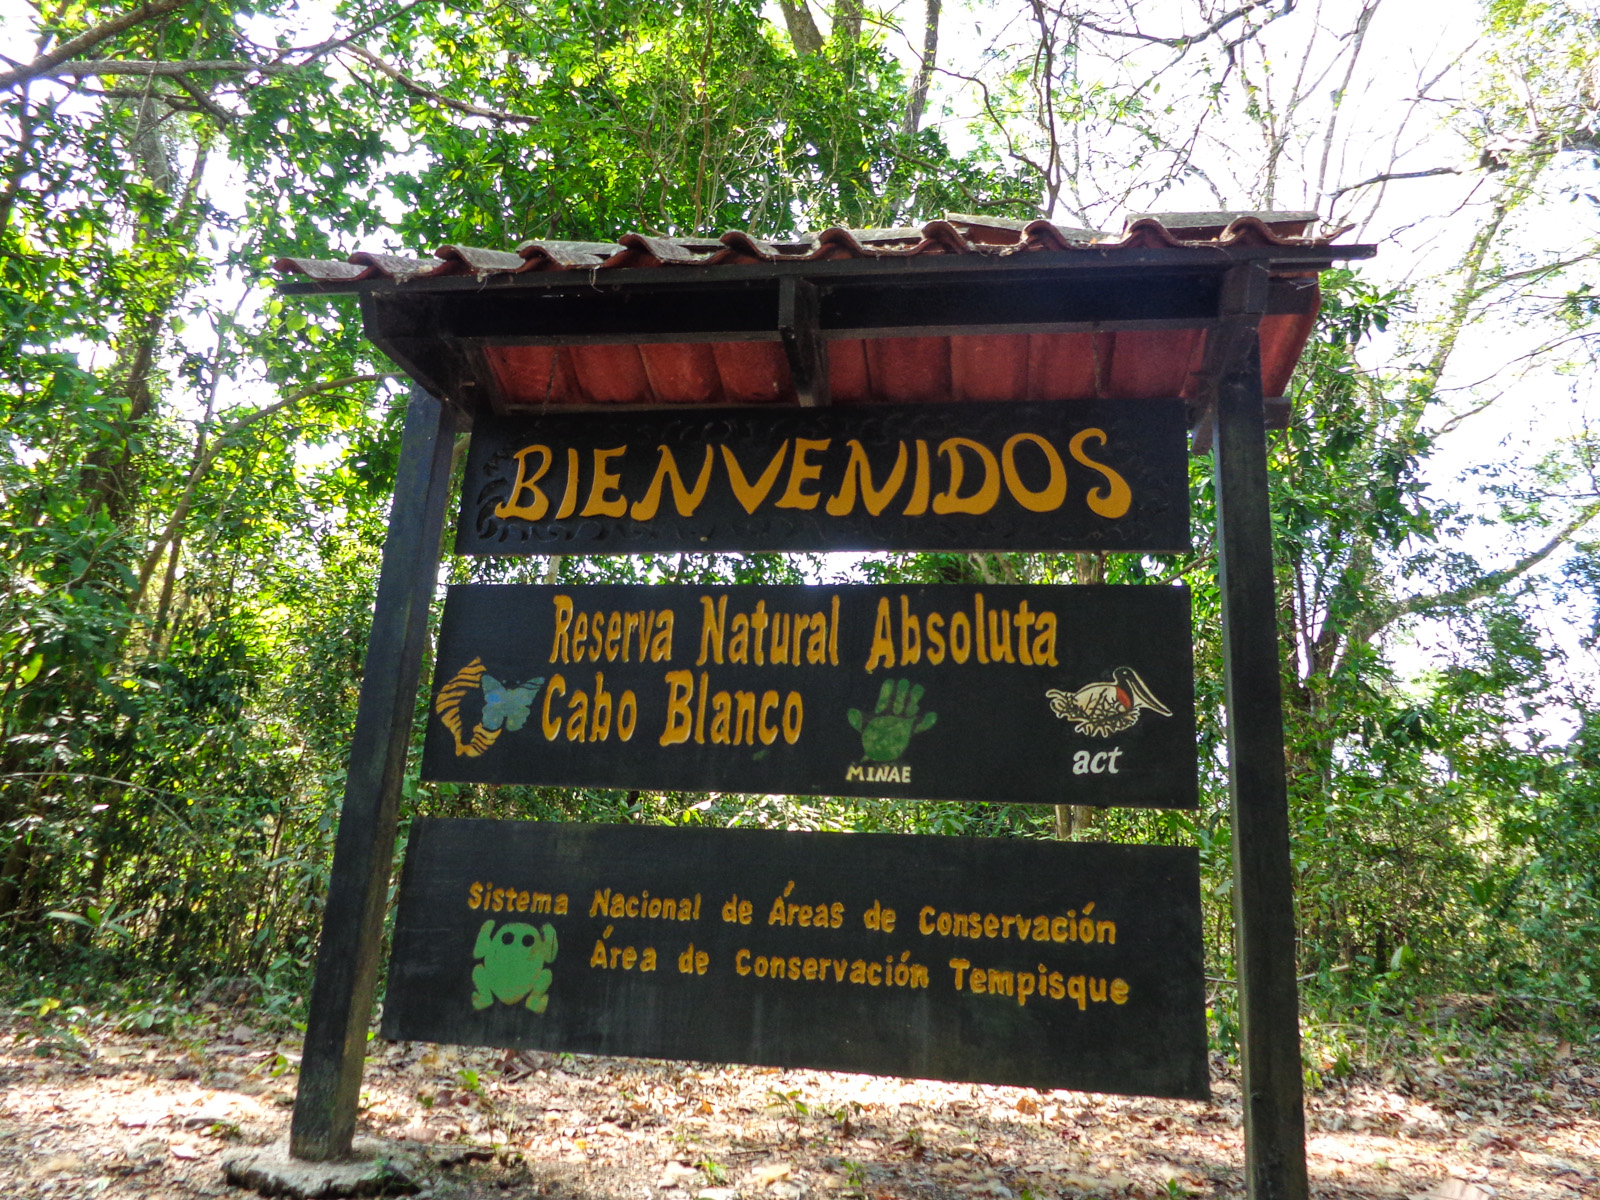 BIENVENIDOS
Reserva Natural Absoluta
Cabo Blanco
MINAE
act
Sistema Nacional de Áreas de Conservación
Área de Conservación Tempisque